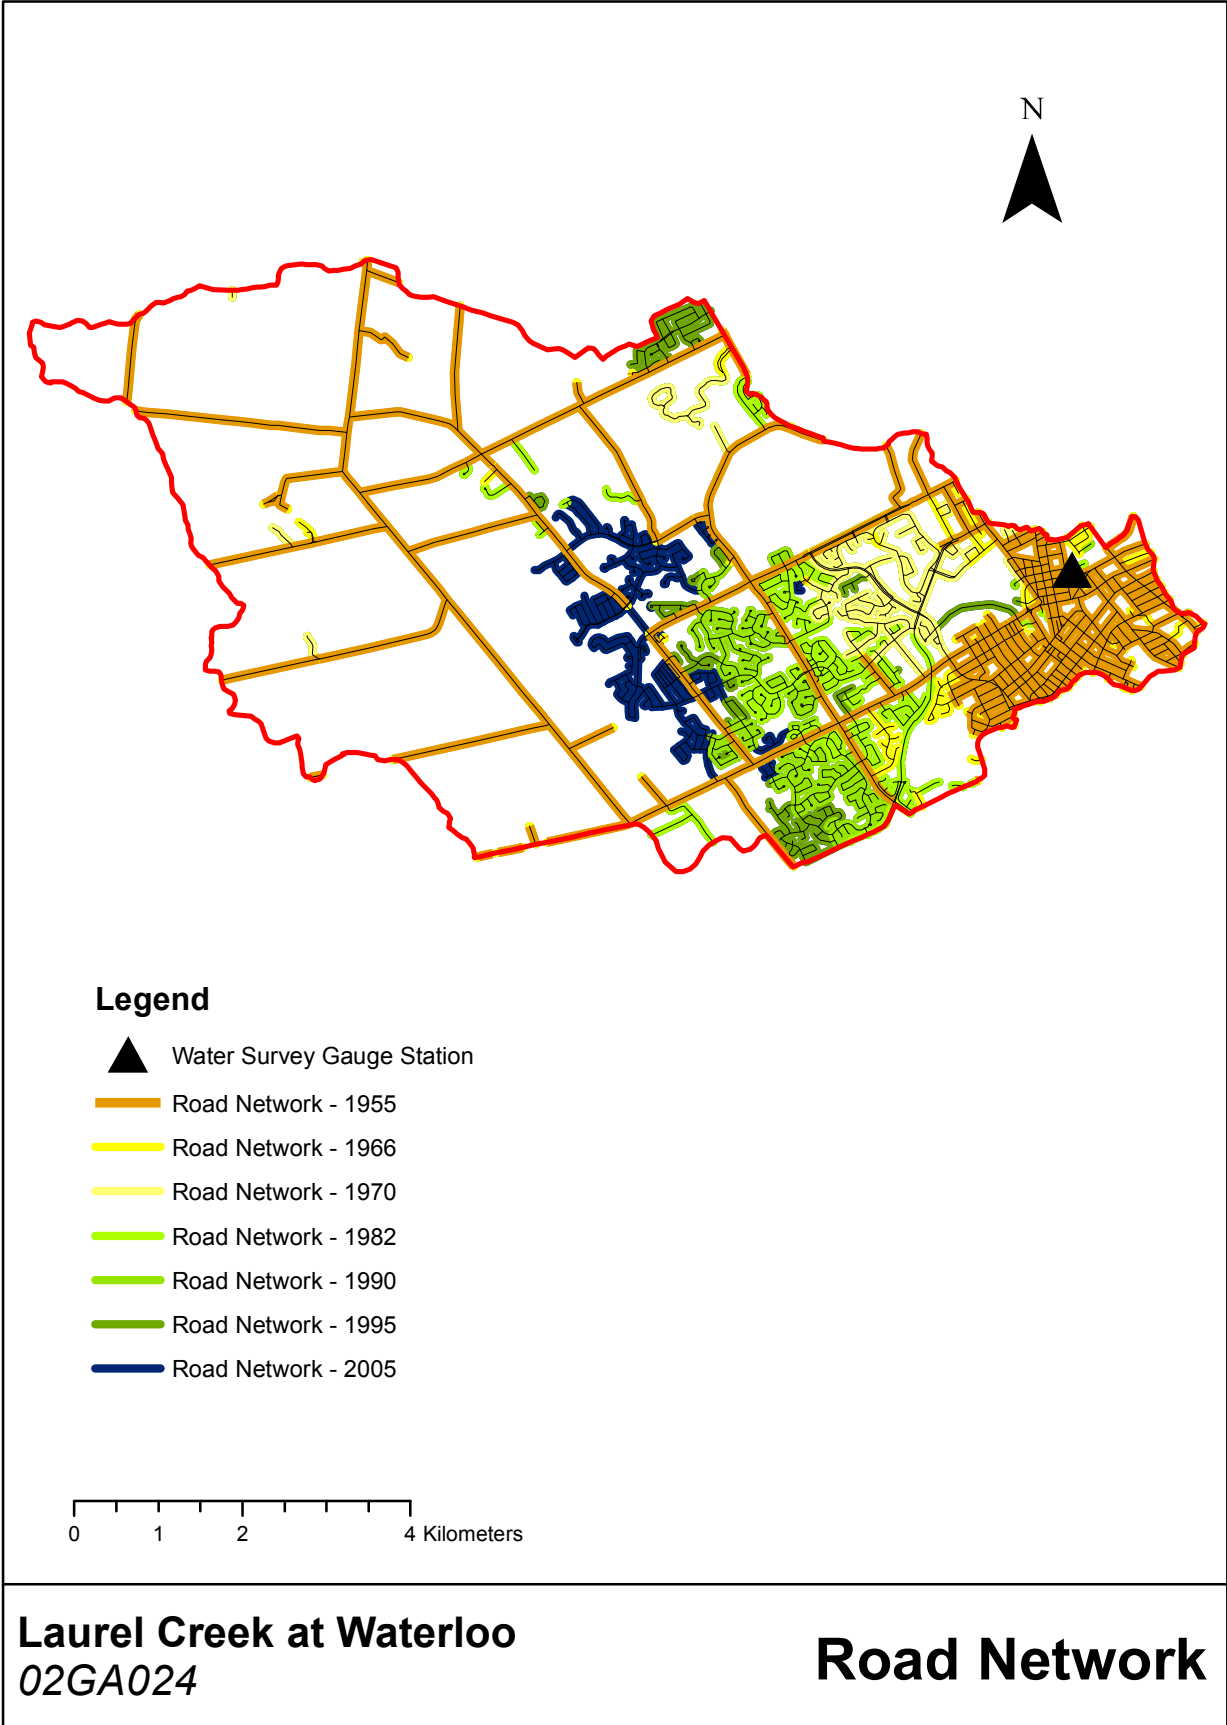 N
Legend
Water Survey Gauge Station
Road Network - 1955
Road Network - 1966
Road Network - 1970
Road Network - 1982
Road Network - 1990
Road Network - 1995
Road Network - 2005
0 1 2 4 Kilometers
Laurel Creek at Waterloo
02GA024
Road Network